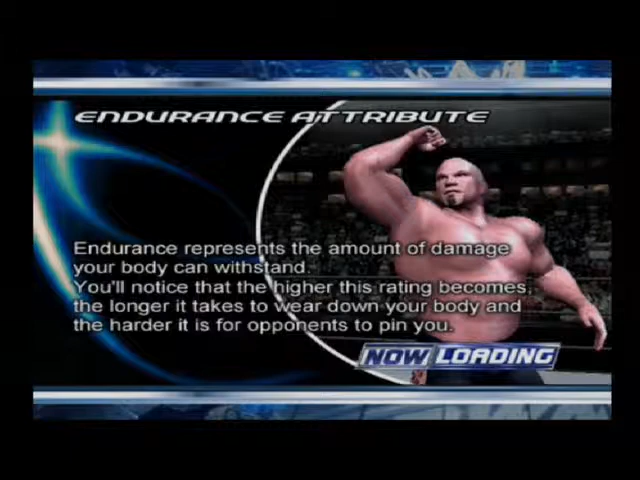 ENDURANCE ATTRIBUTE
Endurance represents the amount of damage
your body can withstand.
You'll notice that the higher this rating becomes,
the longer it takes to wear down your body and
the harder it is for opponents to pin you.
NOW LOADING